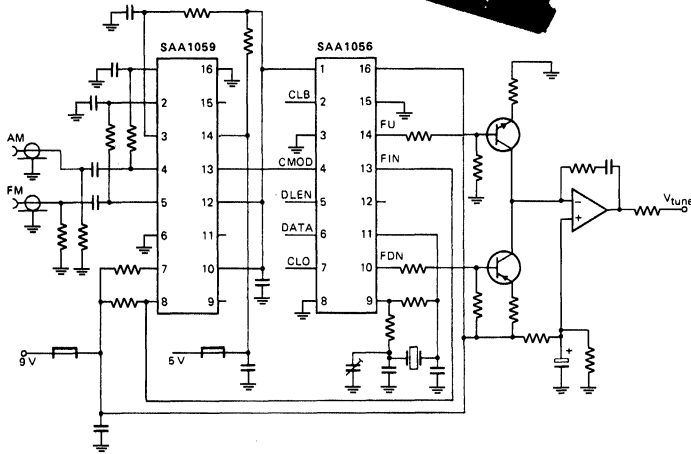 SAA1059
SAA1056
AM
FM
1
2
3
4
5
6
7
8
16
15
14
13
12
11
10
9
CLB
CMOD
DLEN
DATA
CLO
1
2
3
4
5
6
7
8
16
15
14
13
12
11
10
9
FU
FIN
FDN
−
+
Vtune
+
9 V
5 V